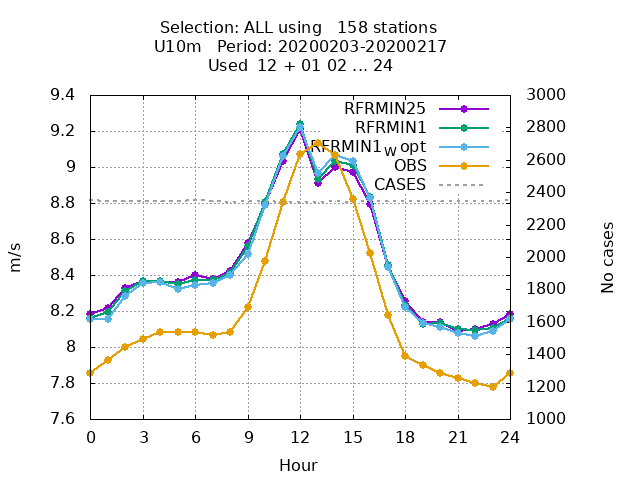 Selection: ALL using   158 stations
U10m   Period: 20200203-20200217
Used  12 + 01 02 ... 24
RFRMIN25
RFRMIN1
RFRMIN1_w opt
OBS
CASES
9.4
9.2
9
8.8
8.6
8.4
8.2
8
7.8
7.6
m/s
3000
2800
2600
2400
2200
2000
1800
1600
1400
1200
1000
No cases
0 3 6 9 12 15 18 21 24
Hour